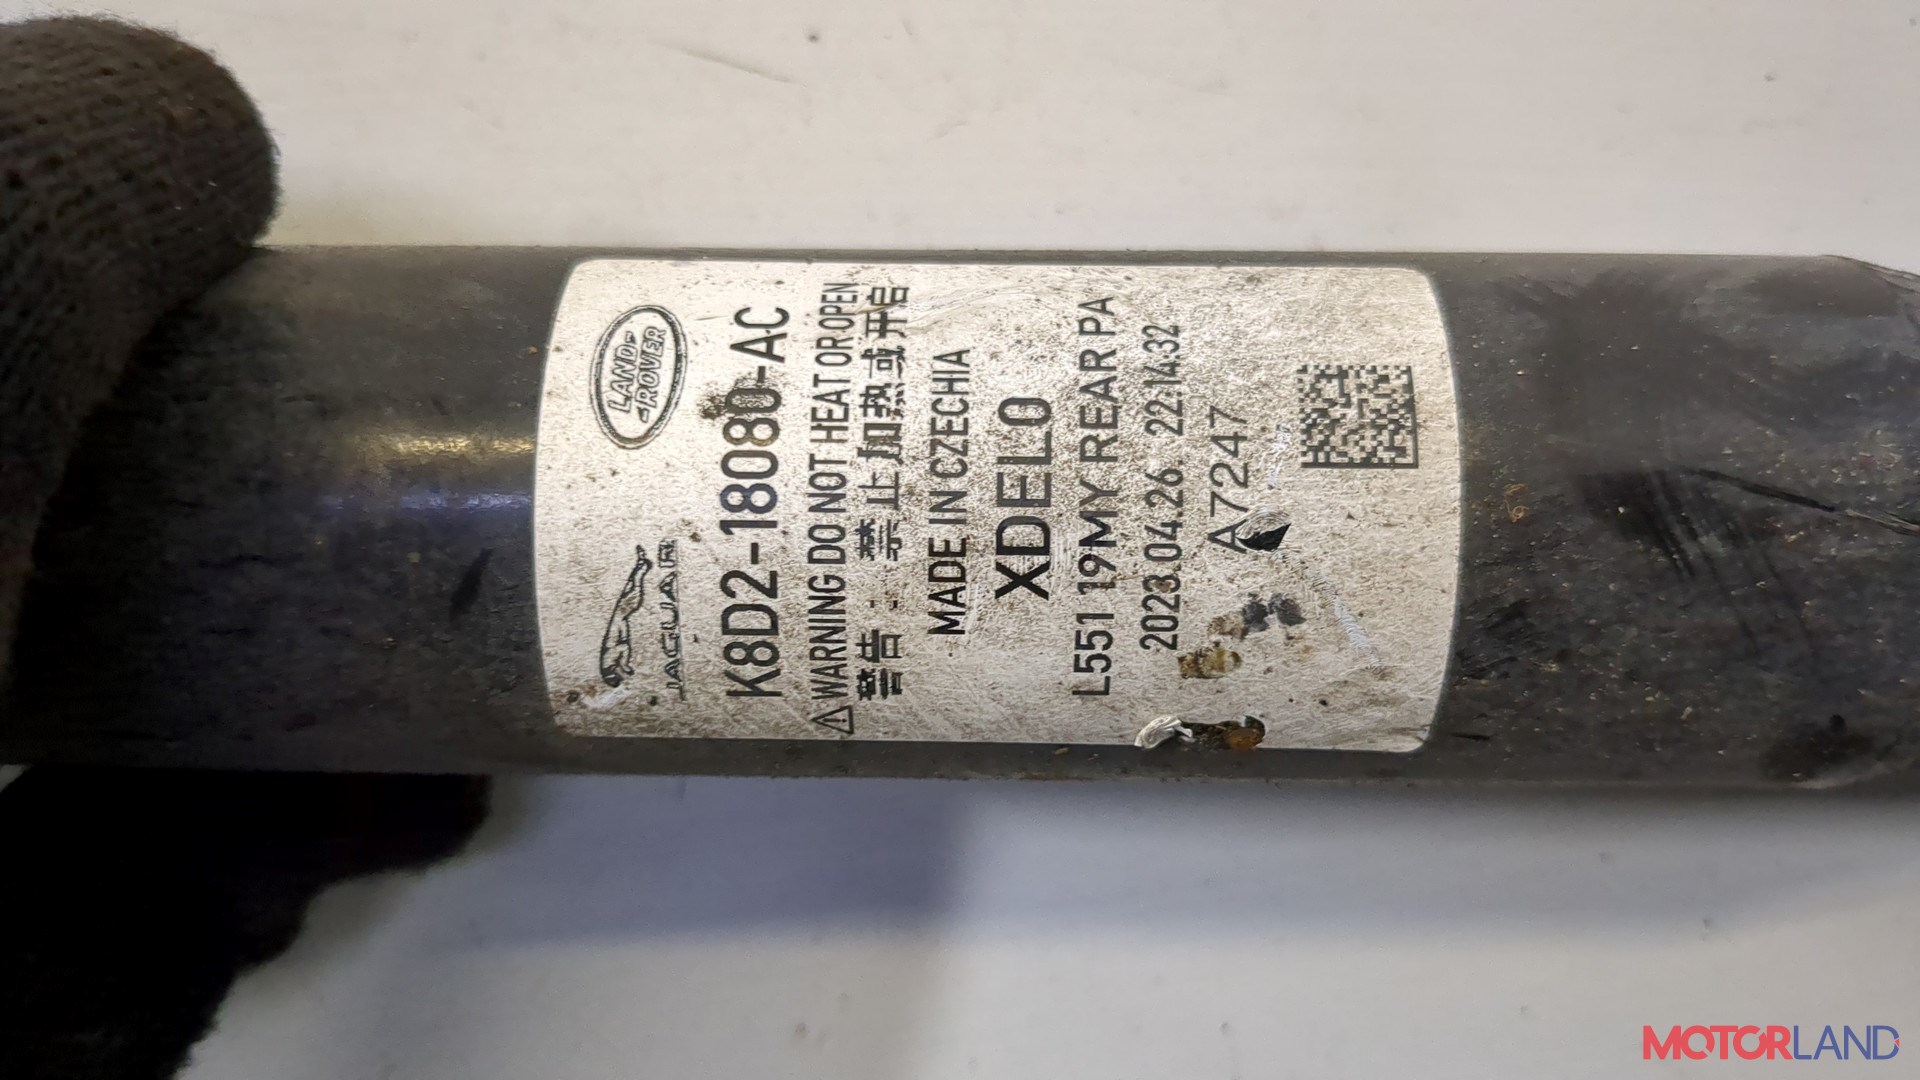 JAGUAR
LAND ROVER
K8D2-18080-AC
WARNING DO NOT HEAT OR OPEN
警告：禁止加热或开启
MADE IN CZECHIA
XDEL0
L551 19MY REAR PA
2023.04.26 22:14:32
A7247
MOTORLAND